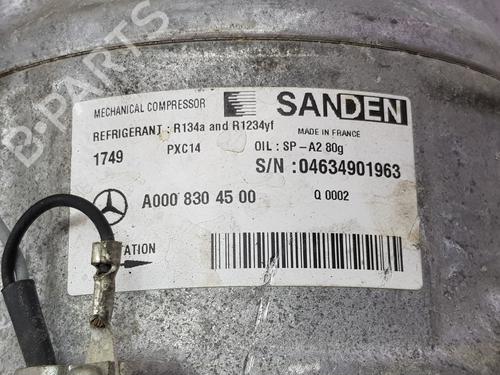 MECHANICAL COMPRESSOR
SANDEN
REFRIGERANT : R134a and R1234yf
MADE IN FRANCE
1749 PXC14 OIL : SP-A2 80g
S/N : 04634901963
A000 830 45 00 Q 0002
B-PARTS